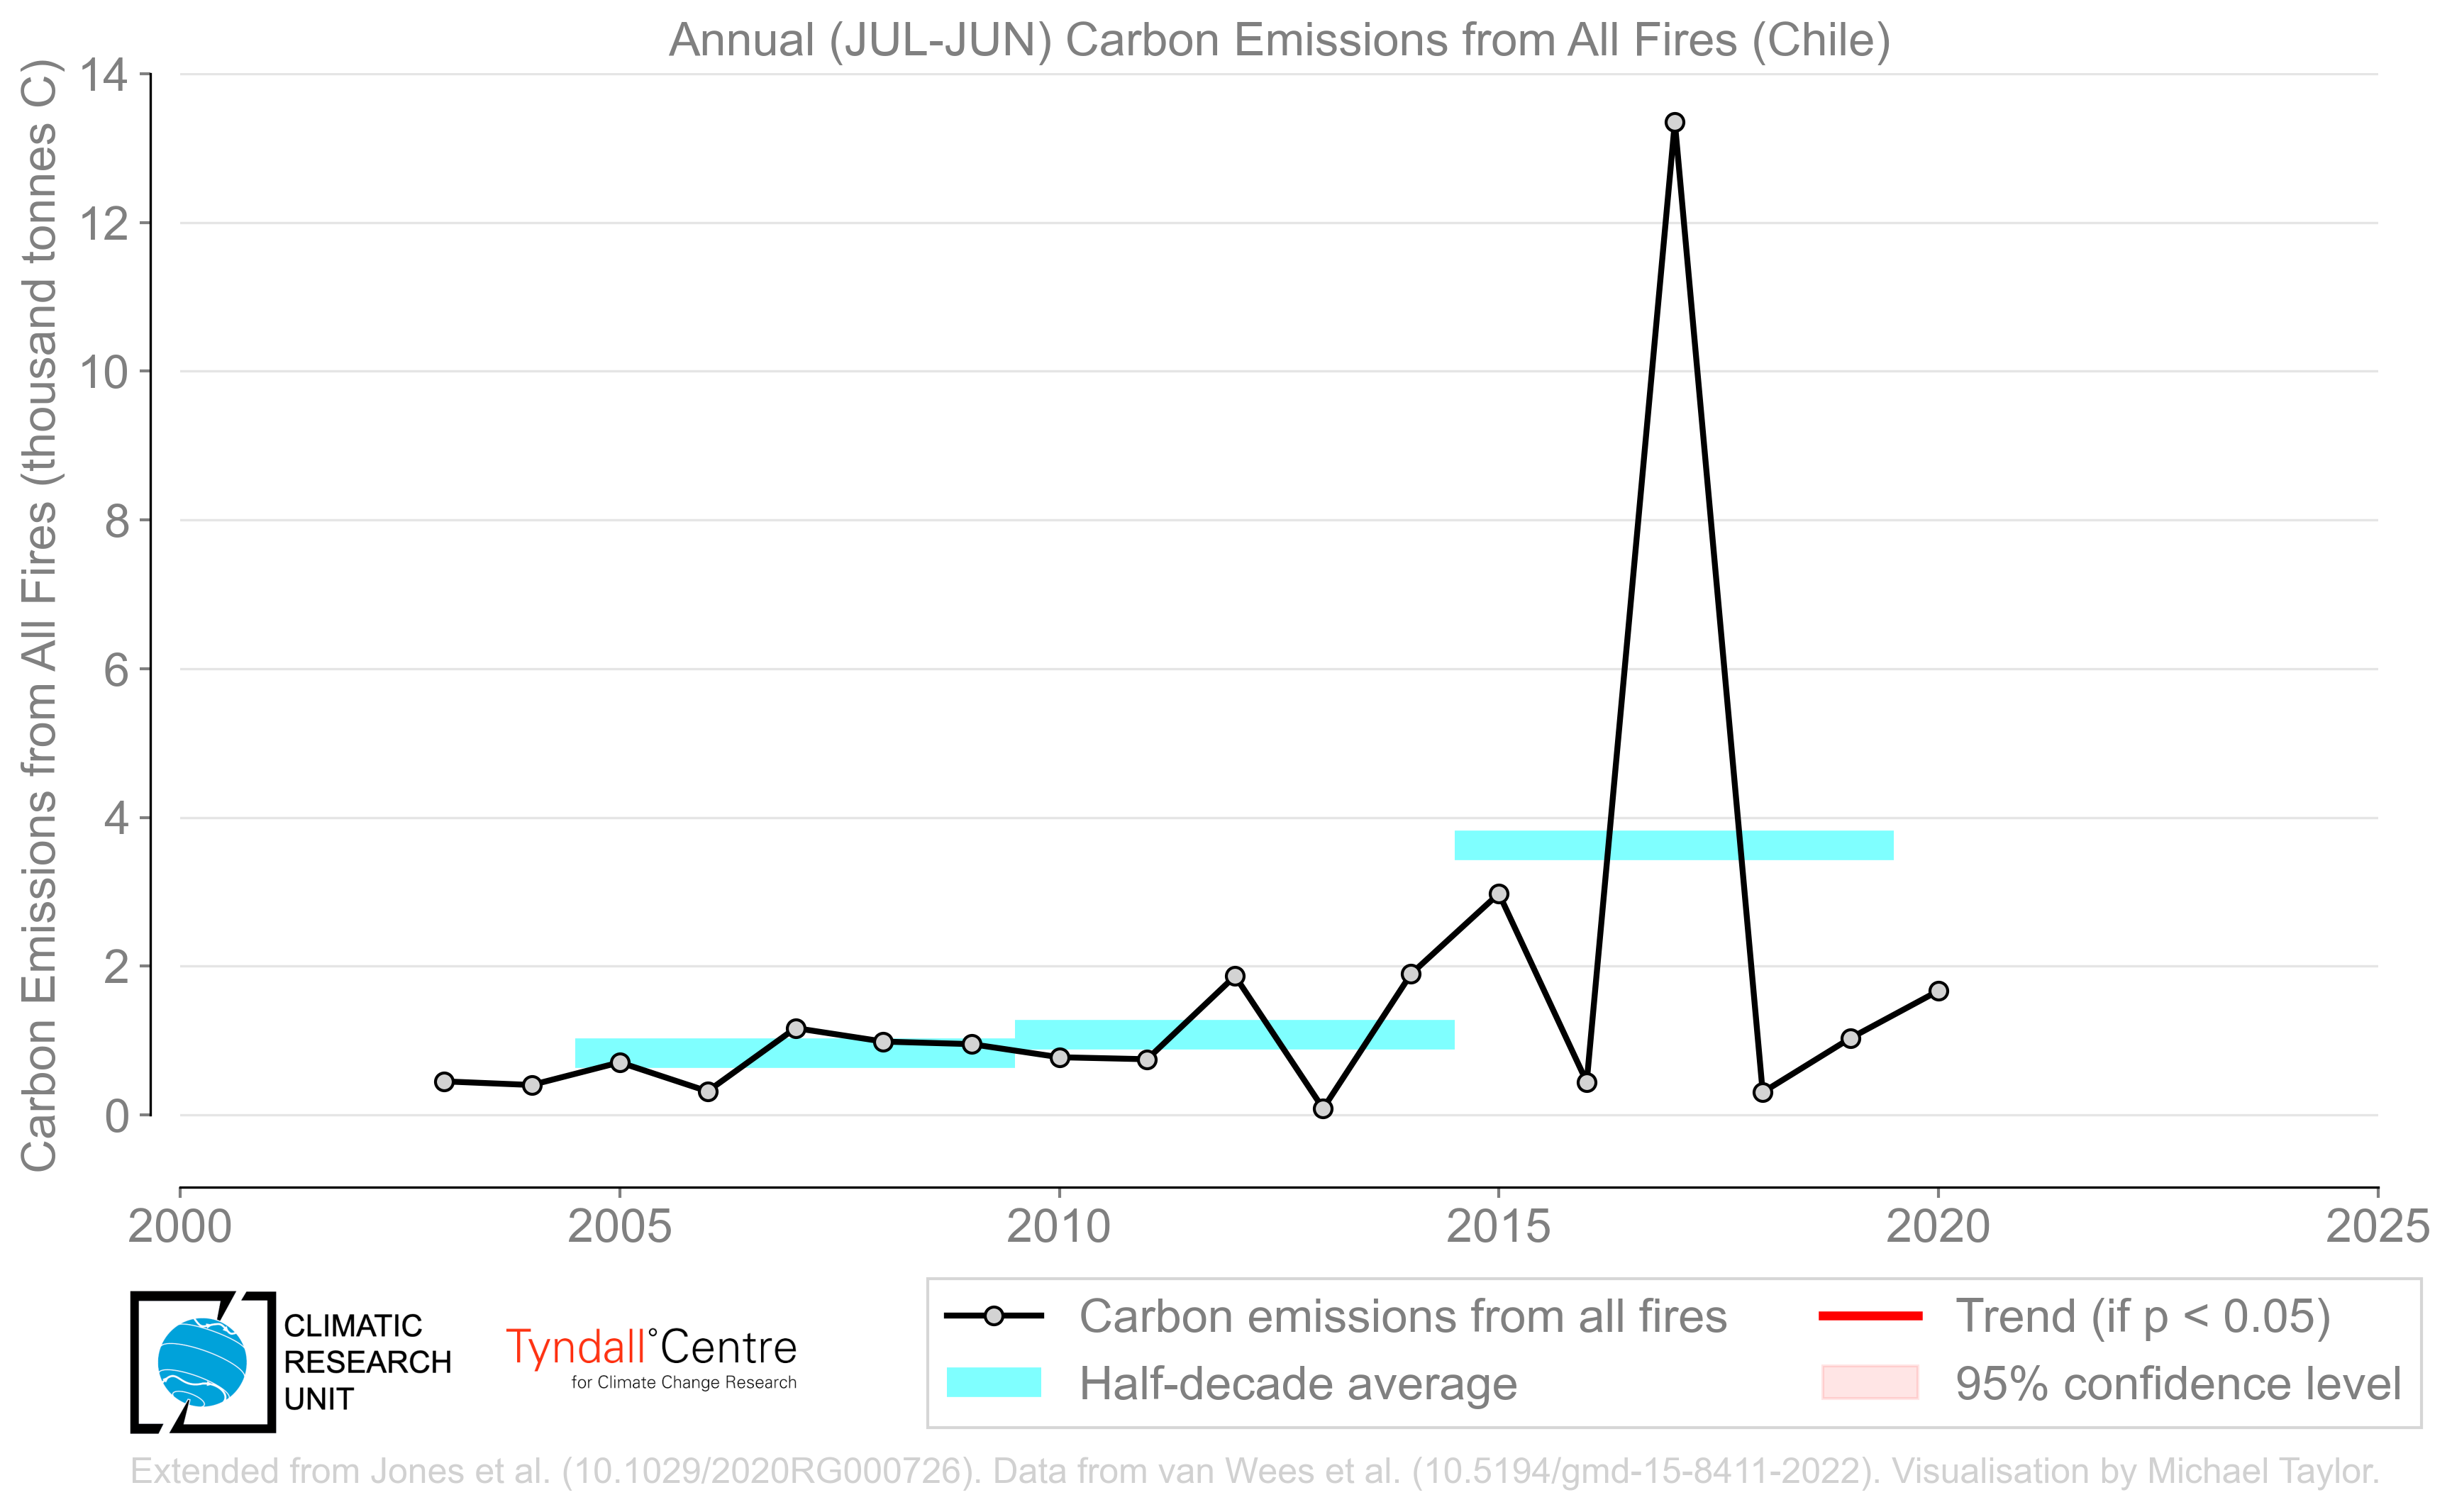 Annual (JUL-JUN) Carbon Emissions from All Fires (Chile)
Carbon Emissions from All Fires (thousand tonnes C)
14
12
10
8
6
4
2
0
2000 2005 2010 2015 2020 2025
CLIMATIC
RESEARCH
UNIT
Tyndall°Centre
for Climate Change Research
Carbon emissions from all fires
Half-decade average
Trend (if p < 0.05)
95% confidence level
Extended from Jones et al. (10.1029/2020RG000726). Data from van Wees et al. (10.5194/gmd-15-8411-2022). Visualisation by Michael Taylor.